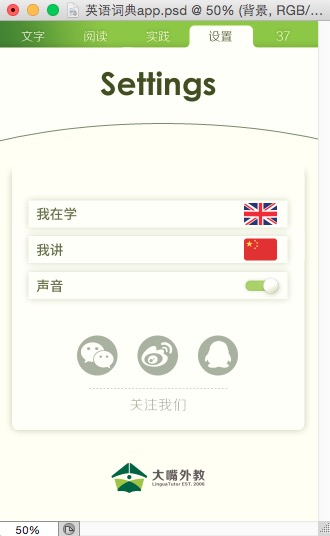 英语词典app.psd @ 50% (背景, RGB/...
文字 阅读 实践 设置 37
Settings
我在学
我讲
声音
关注我们
大嘴外教
LinguaTutor EST. 2008
50%